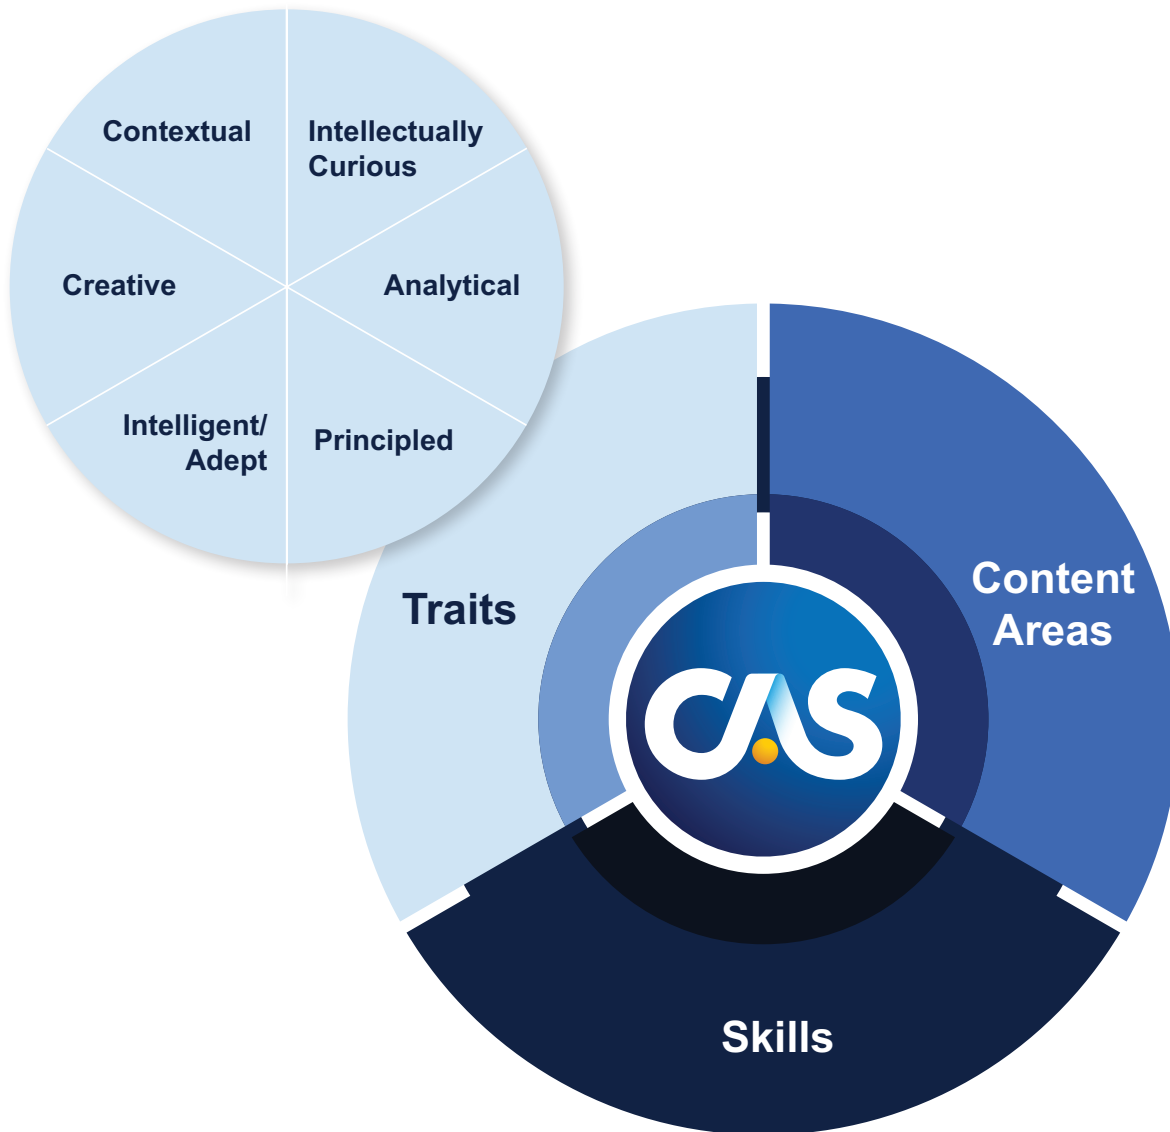 Contextual
Intellectually
Curious
Creative
Analytical
Intelligent/
Adept
Principled
Traits
Content
Areas
CAS
Skills